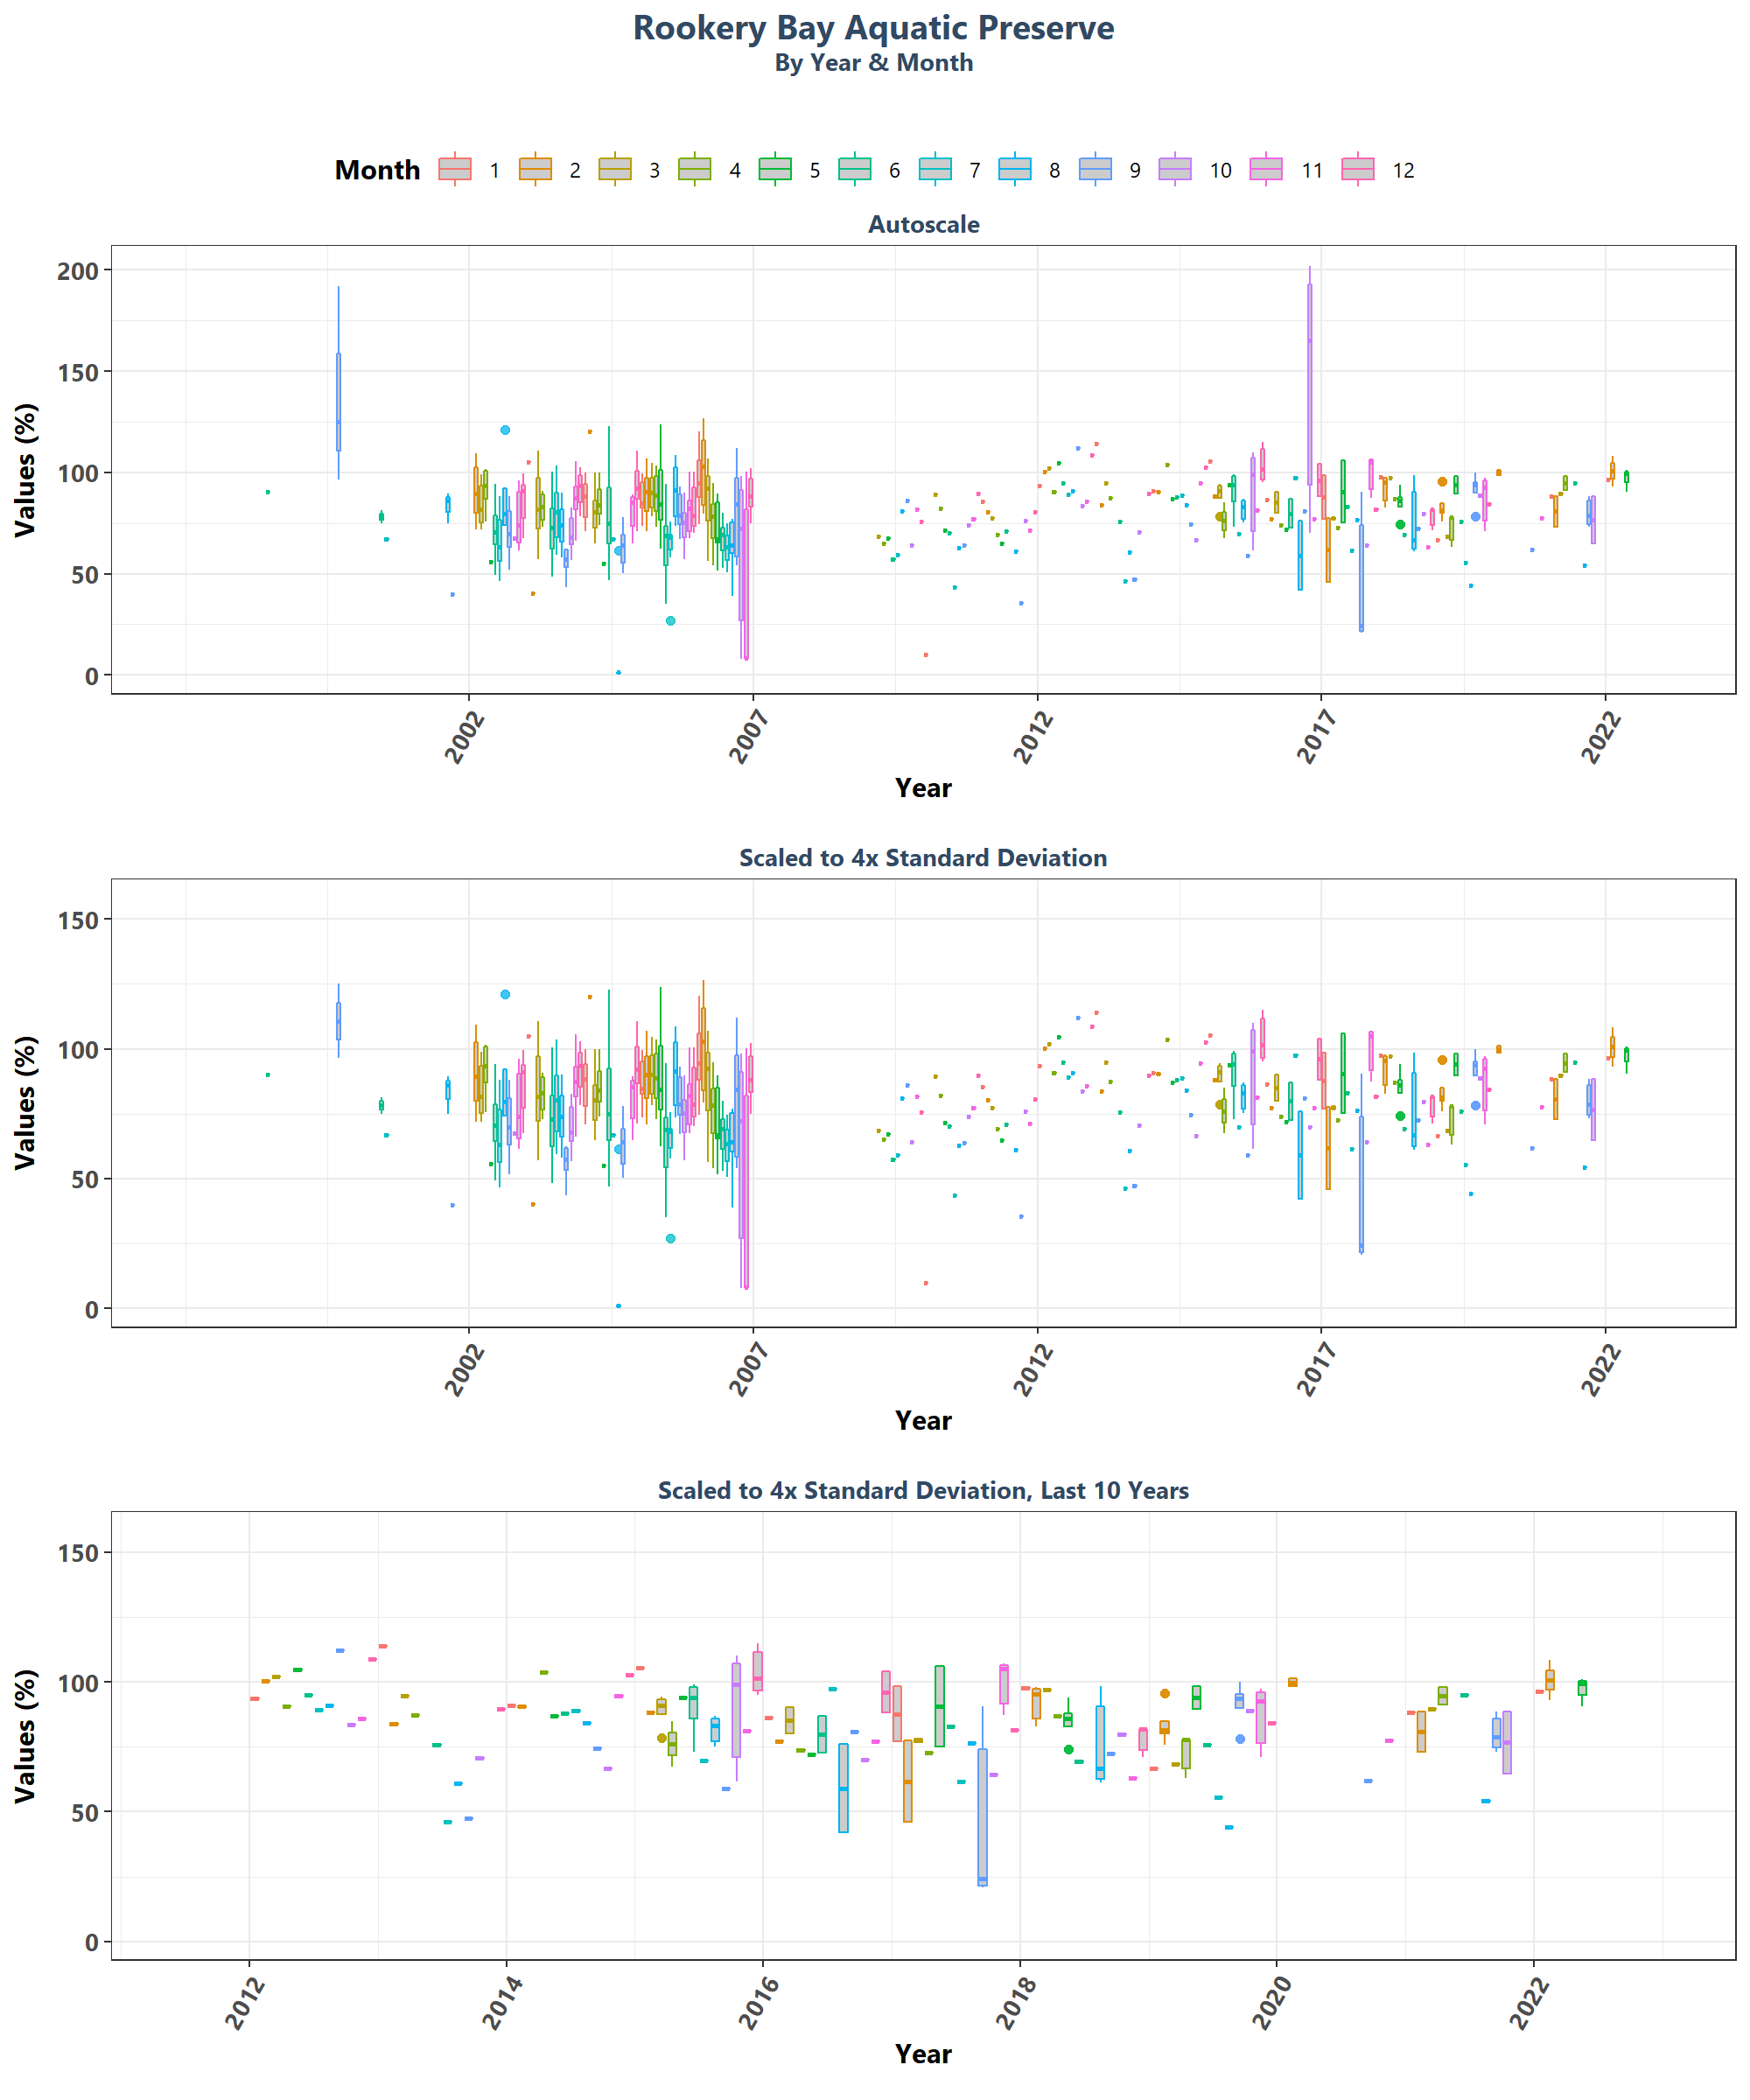 Rookery Bay Aquatic Preserve
By Year & Month
Month 1 2 3 4 5 6 7 8 9 10 11 12
Autoscale
200
150
100
50
0
Values (%)
2002 2007 2012 2017 2022
Year
Scaled to 4x Standard Deviation
150
100
50
0
Values (%)
2002 2007 2012 2017 2022
Year
Scaled to 4x Standard Deviation, Last 10 Years
150
100
50
0
Values (%)
2012 2014 2016 2018 2020 2022
Year